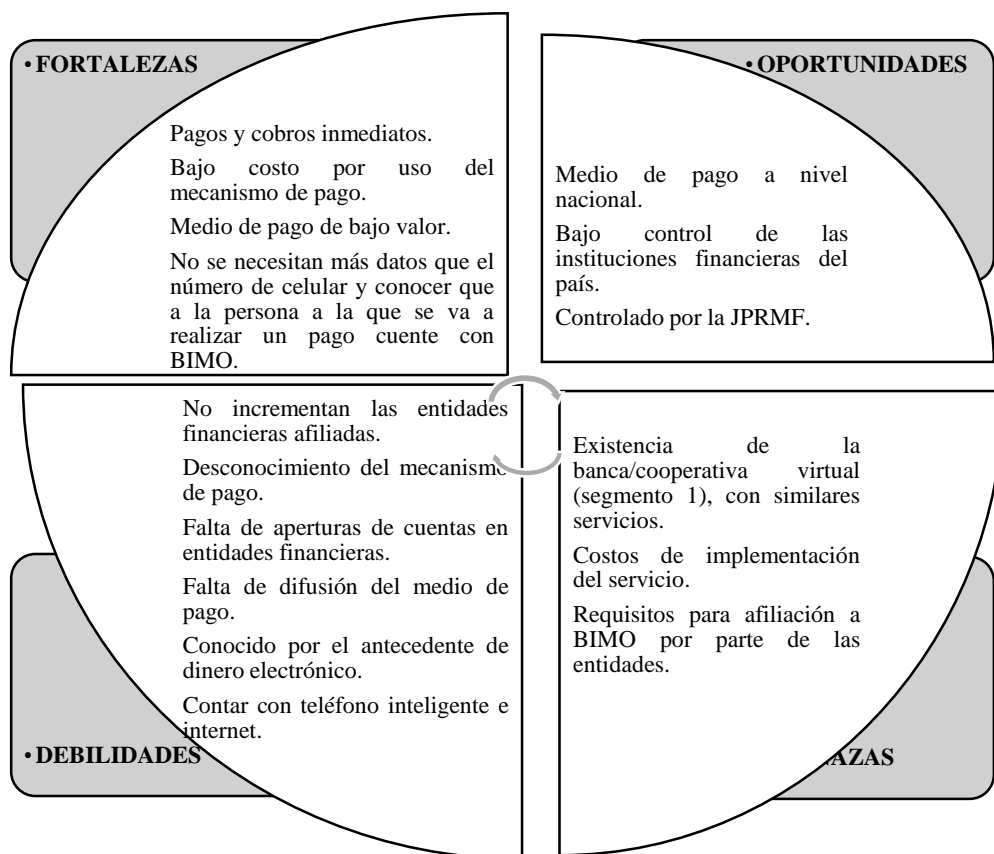 • FORTALEZAS
Pagos y cobros inmediatos.
Bajo costo por uso del
mecanismo de pago.
Medio de pago de bajo valor.
No se necesitan más datos que el
número de celular y conocer que
a la persona a la que se va a
realizar un pago cuente con
BIMO.
• OPORTUNIDADES
Medio de pago a nivel
nacional.
Bajo control de las
instituciones financieras del
país.
Controlado por la JPRMF.
No incrementan las entidades
financieras afiliadas.
Desconocimiento del mecanismo
de pago.
Falta de aperturas de cuentas en
entidades financieras.
Falta de difusión del medio de
pago.
Conocido por el antecedente de
dinero electrónico.
Contar con teléfono inteligente e
internet.
• DEBILIDADES
Existencia de la
banca/cooperativa virtual
(segmento 1), con similares
servicios.
Costos de implementación
del servicio.
Requisitos para afiliación a
BIMO por parte de las
entidades.
AZAS